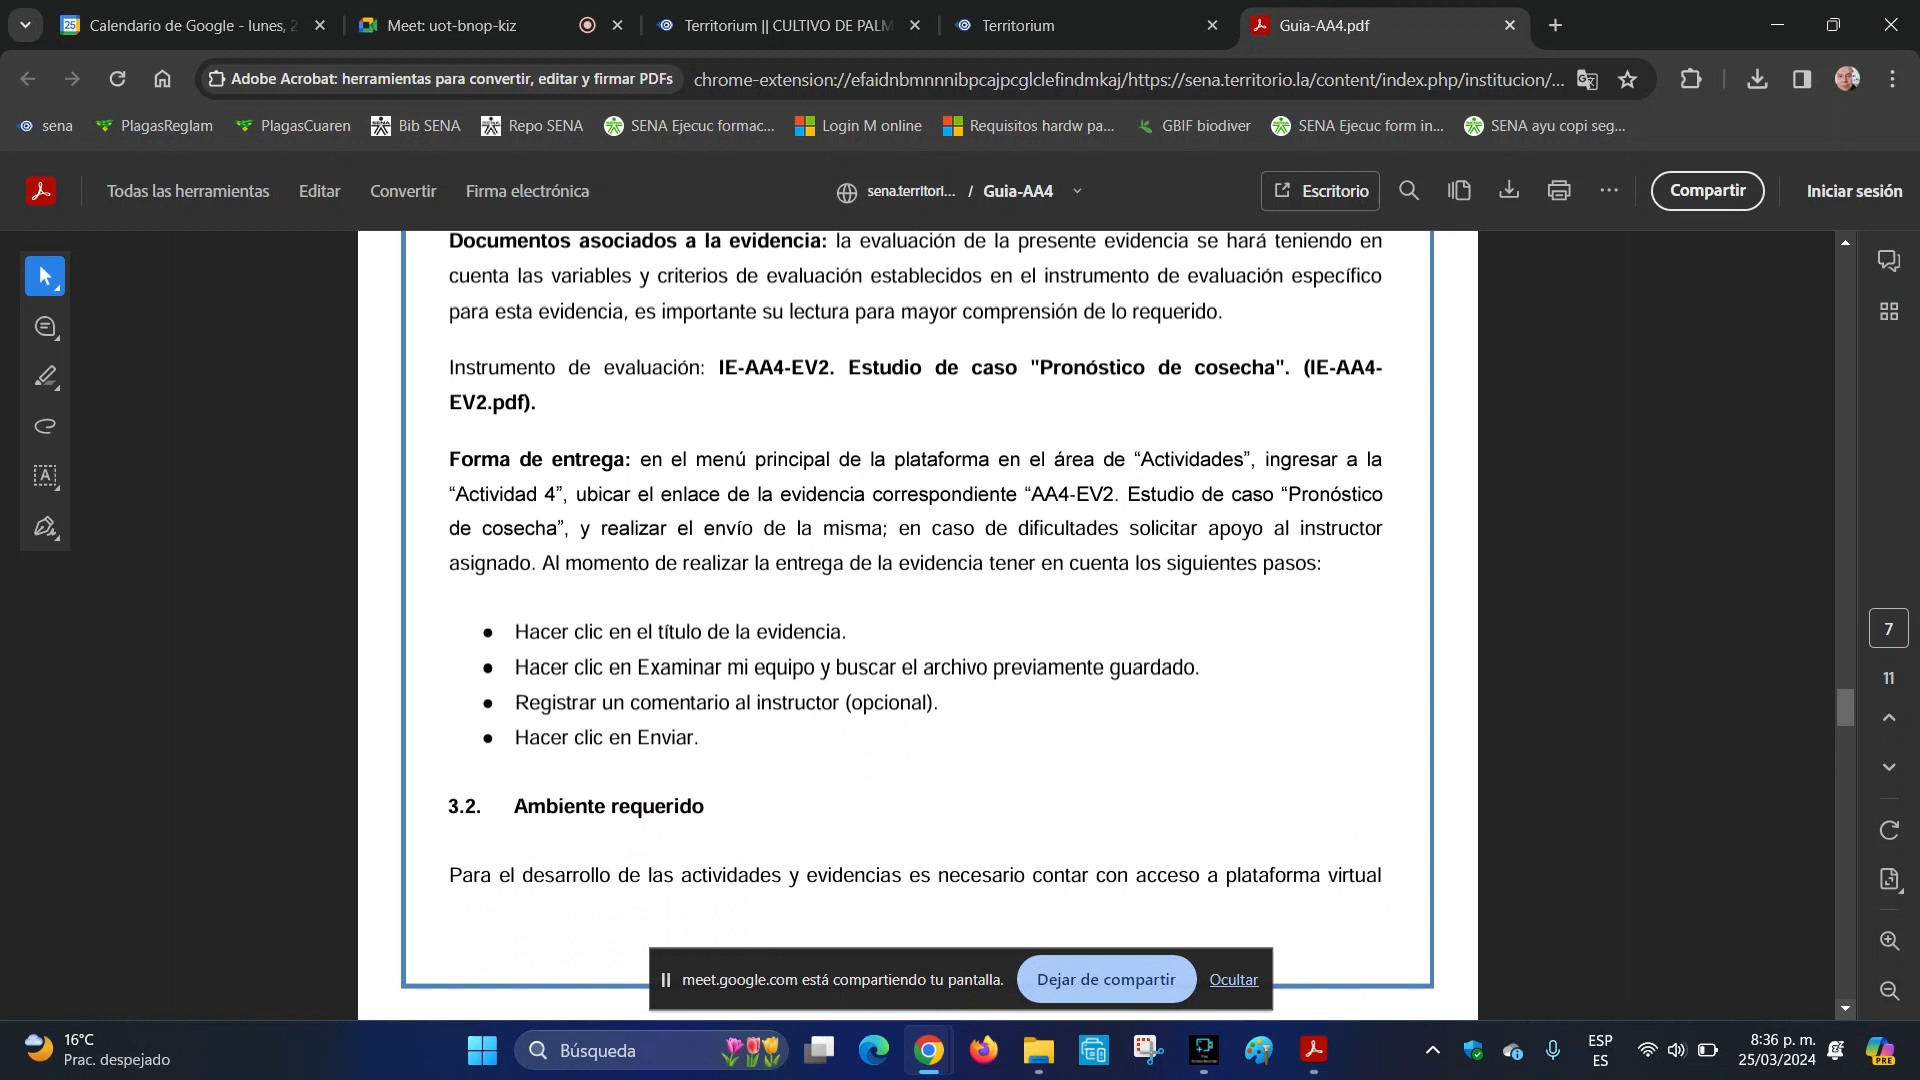 Calendario de Google - lunes, 2
Meet: uot-bnop-kiz
Territorium || CULTIVO DE PALM
Territorium
Guia-AA4.pdf
Adobe Acrobat: herramientas para convertir, editar y firmar PDFs
chrome-extension://efaidnbmnnnibpcajpcglclefindmkaj/https://sena.territorio.la/content/index.php/institucion/...
sena
PlagasReglam
PlagasCuaren
Bib SENA
Repo SENA
SENA Ejecuc formac...
Login M online
Requisitos hardw pa...
GBIF biodiver
SENA Ejecuc form in...
SENA ayu copi seg...
Todas las herramientas
Editar
Convertir
Firma electrónica
sena.territori... / Guia-AA4
Escritorio
Compartir
Iniciar sesión
Documentos asociados a la evidencia: la evaluación de la presente evidencia se hará teniendo en
cuenta las variables y criterios de evaluación establecidos en el instrumento de evaluación específico
para esta evidencia, es importante su lectura para mayor comprensión de lo requerido.
Instrumento de evaluación: IE-AA4-EV2. Estudio de caso "Pronóstico de cosecha". (IE-AA4-
EV2.pdf).
Forma de entrega: en el menú principal de la plataforma en el área de “Actividades”, ingresar a la
“Actividad 4”, ubicar el enlace de la evidencia correspondiente “AA4-EV2. Estudio de caso “Pronóstico
de cosecha”, y realizar el envío de la misma; en caso de dificultades solicitar apoyo al instructor
asignado. Al momento de realizar la entrega de la evidencia tener en cuenta los siguientes pasos:
● Hacer clic en el título de la evidencia.
● Hacer clic en Examinar mi equipo y buscar el archivo previamente guardado.
● Registrar un comentario al instructor (opcional).
● Hacer clic en Enviar.
3.2. Ambiente requerido
Para el desarrollo de las actividades y evidencias es necesario contar con acceso a plataforma virtual
7
11
meet.google.com está compartiendo tu pantalla.
Dejar de compartir
Ocultar
16°C
Prac. despejado
Búsqueda
ESP
ES
8:36 p. m.
25/03/2024
PRE